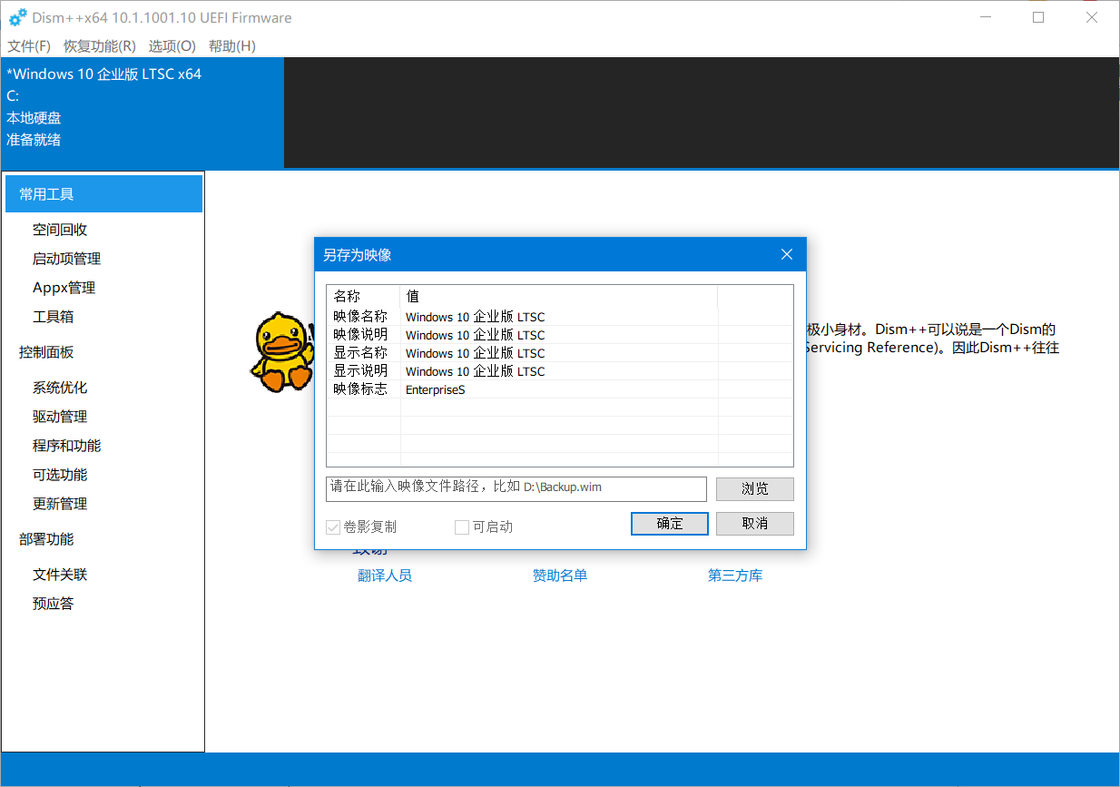 Dism++x64 10.1.1001.10 UEFI Firmware
文件(F) 恢复功能(R) 选项(O) 帮助(H)
*Windows 10 企业版 LTSC x64
C:
本地硬盘
准备就绪
常用工具
空间回收
启动项管理
Appx管理
工具箱
控制面板
系统优化
驱动管理
程序和功能
可选功能
更新管理
部署功能
文件关联
预应答
极小身材。Dism++可以说是一个Dism的
Servicing Reference)。因此Dism++往往
另存为映像
名称 值
映像名称 Windows 10 企业版 LTSC
映像说明 Windows 10 企业版 LTSC
显示名称 Windows 10 企业版 LTSC
显示说明 Windows 10 企业版 LTSC
映像标志 EnterpriseS
请在此输入映像文件路径，比如 D:\Backup.wim
浏览
卷影复制 可启动 确定 取消
翻译人员 赞助名单 第三方库